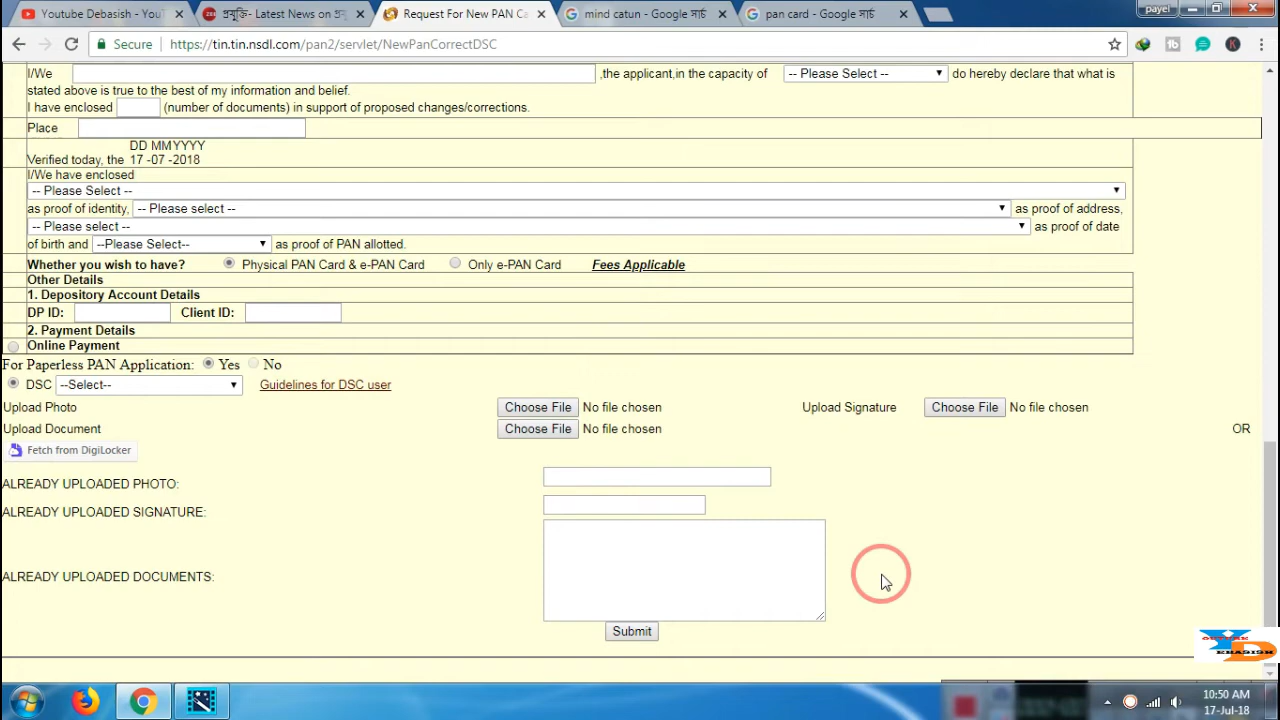 Youtube Debasish - YouT
প্রযুক্তি- Latest News on প্রযু
Request For New PAN Ca
mind catun - Google সার্চ
pan card - Google সার্চ
payel
Secure
https://tin.tin.nsdl.com/pan2/servlet/NewPanCorrectDSC
I/We ,the applicant,in the capacity of -- Please Select -- do hereby declare that what is
stated above is true to the best of my information and belief.
I have enclosed (number of documents) in support of proposed changes/corrections.
Place
DD MMYYYY
Verified today, the 17 -07 -2018
I/We have enclosed
-- Please Select --
as proof of identity, -- Please select -- as proof of address,
-- Please select -- as proof of date
of birth and --Please Select-- as proof of PAN allotted.
Whether you wish to have? Physical PAN Card & e-PAN Card Only e-PAN Card Fees Applicable
Other Details
1. Depository Account Details
DP ID: Client ID:
2. Payment Details
Online Payment
For Paperless PAN Application: Yes No
DSC --Select-- Guidelines for DSC user
Upload Photo Choose File No file chosen Upload Signature Choose File No file chosen
Upload Document Choose File No file chosen OR
Fetch from DigiLocker
ALREADY UPLOADED PHOTO:
ALREADY UPLOADED SIGNATURE:
ALREADY UPLOADED DOCUMENTS:
Submit
10:50 AM
17-Jul-18